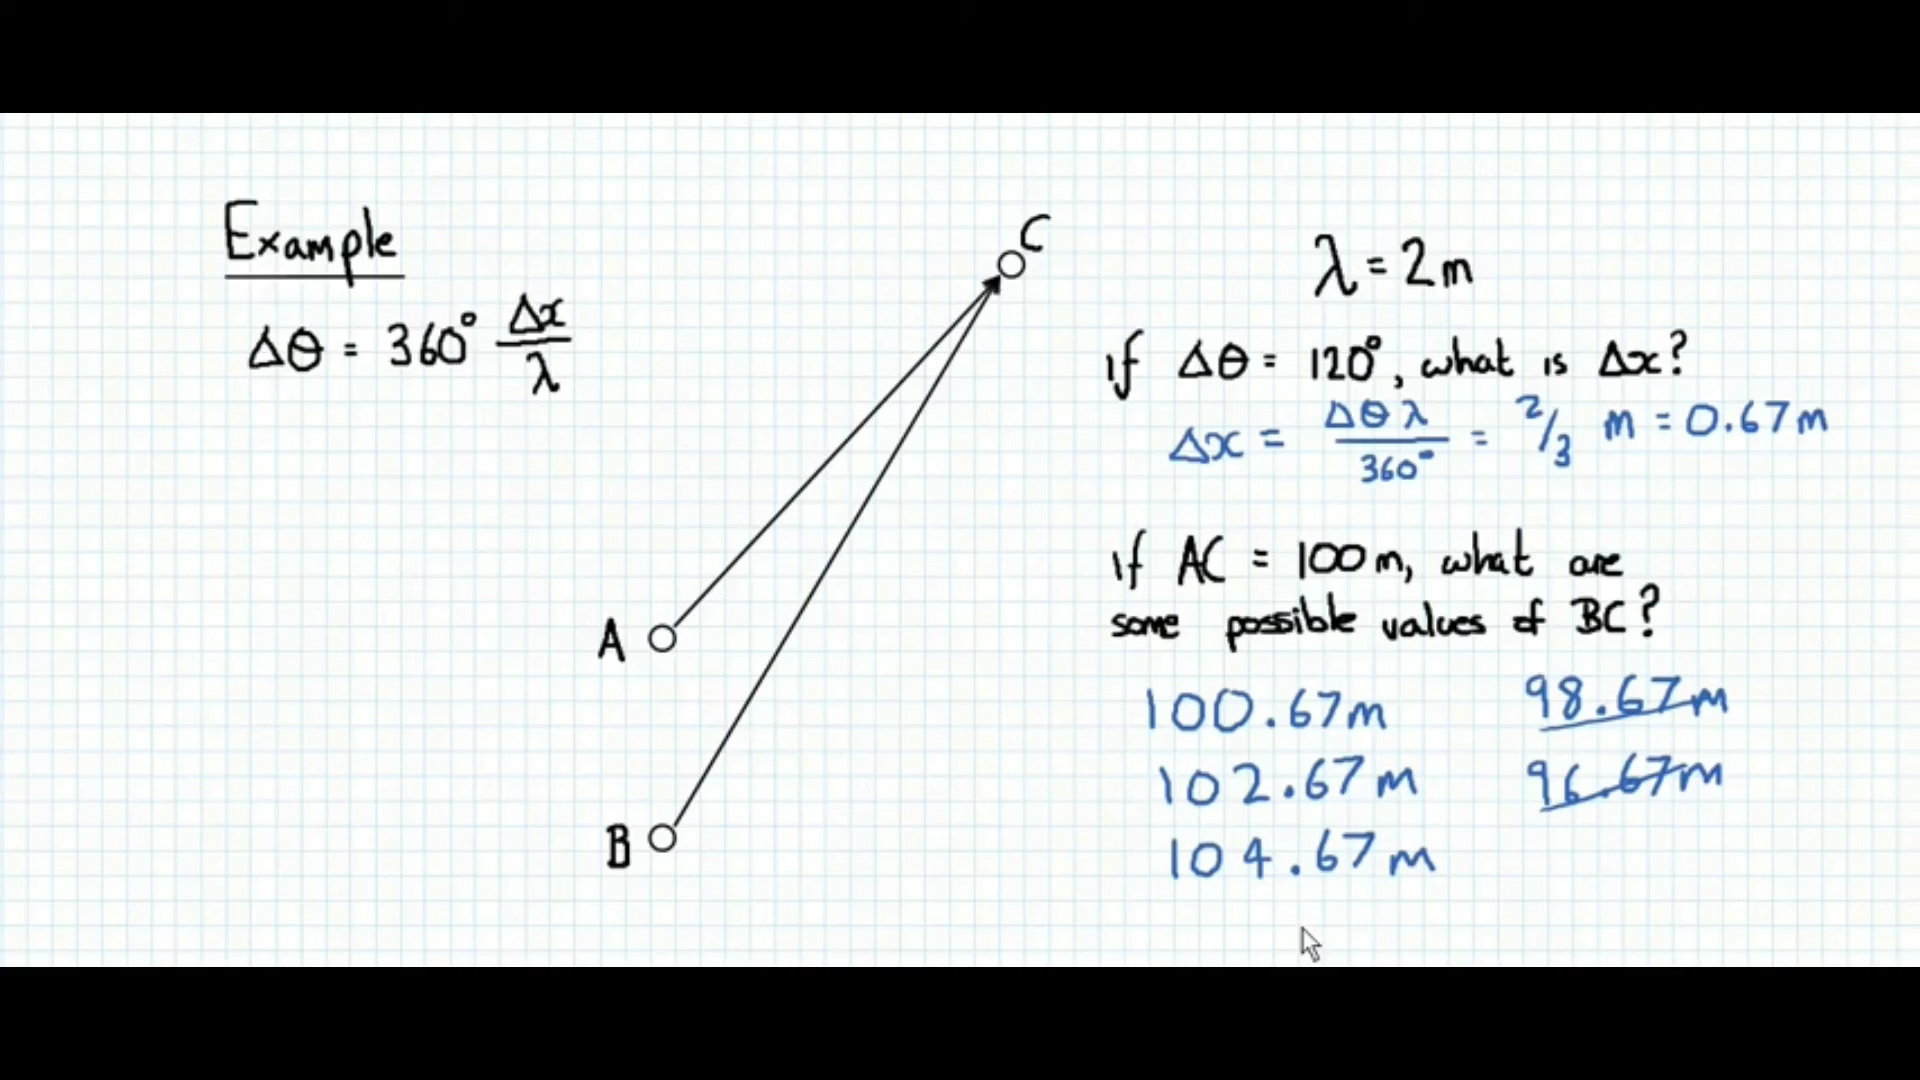 Example
Δθ = 360° Δx/λ
C
A
B
λ = 2m
if Δθ = 120°, what is Δx?
Δx = Δθ λ/360° = 2/3 m = 0.67m
if AC = 100m, what are
some possible values of BC?
100.67m 98.67m
102.67m 96.67m
104.67m